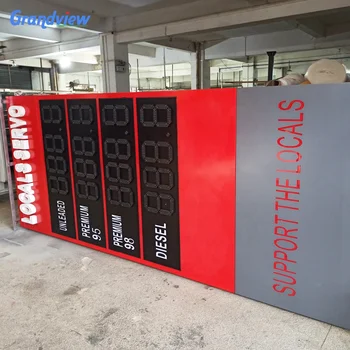 Grandview
LOCALS SERVO
UNLEADED
PREMIUM
95
PREMIUM
98
DIESEL
SUPPORT THE LOCALS